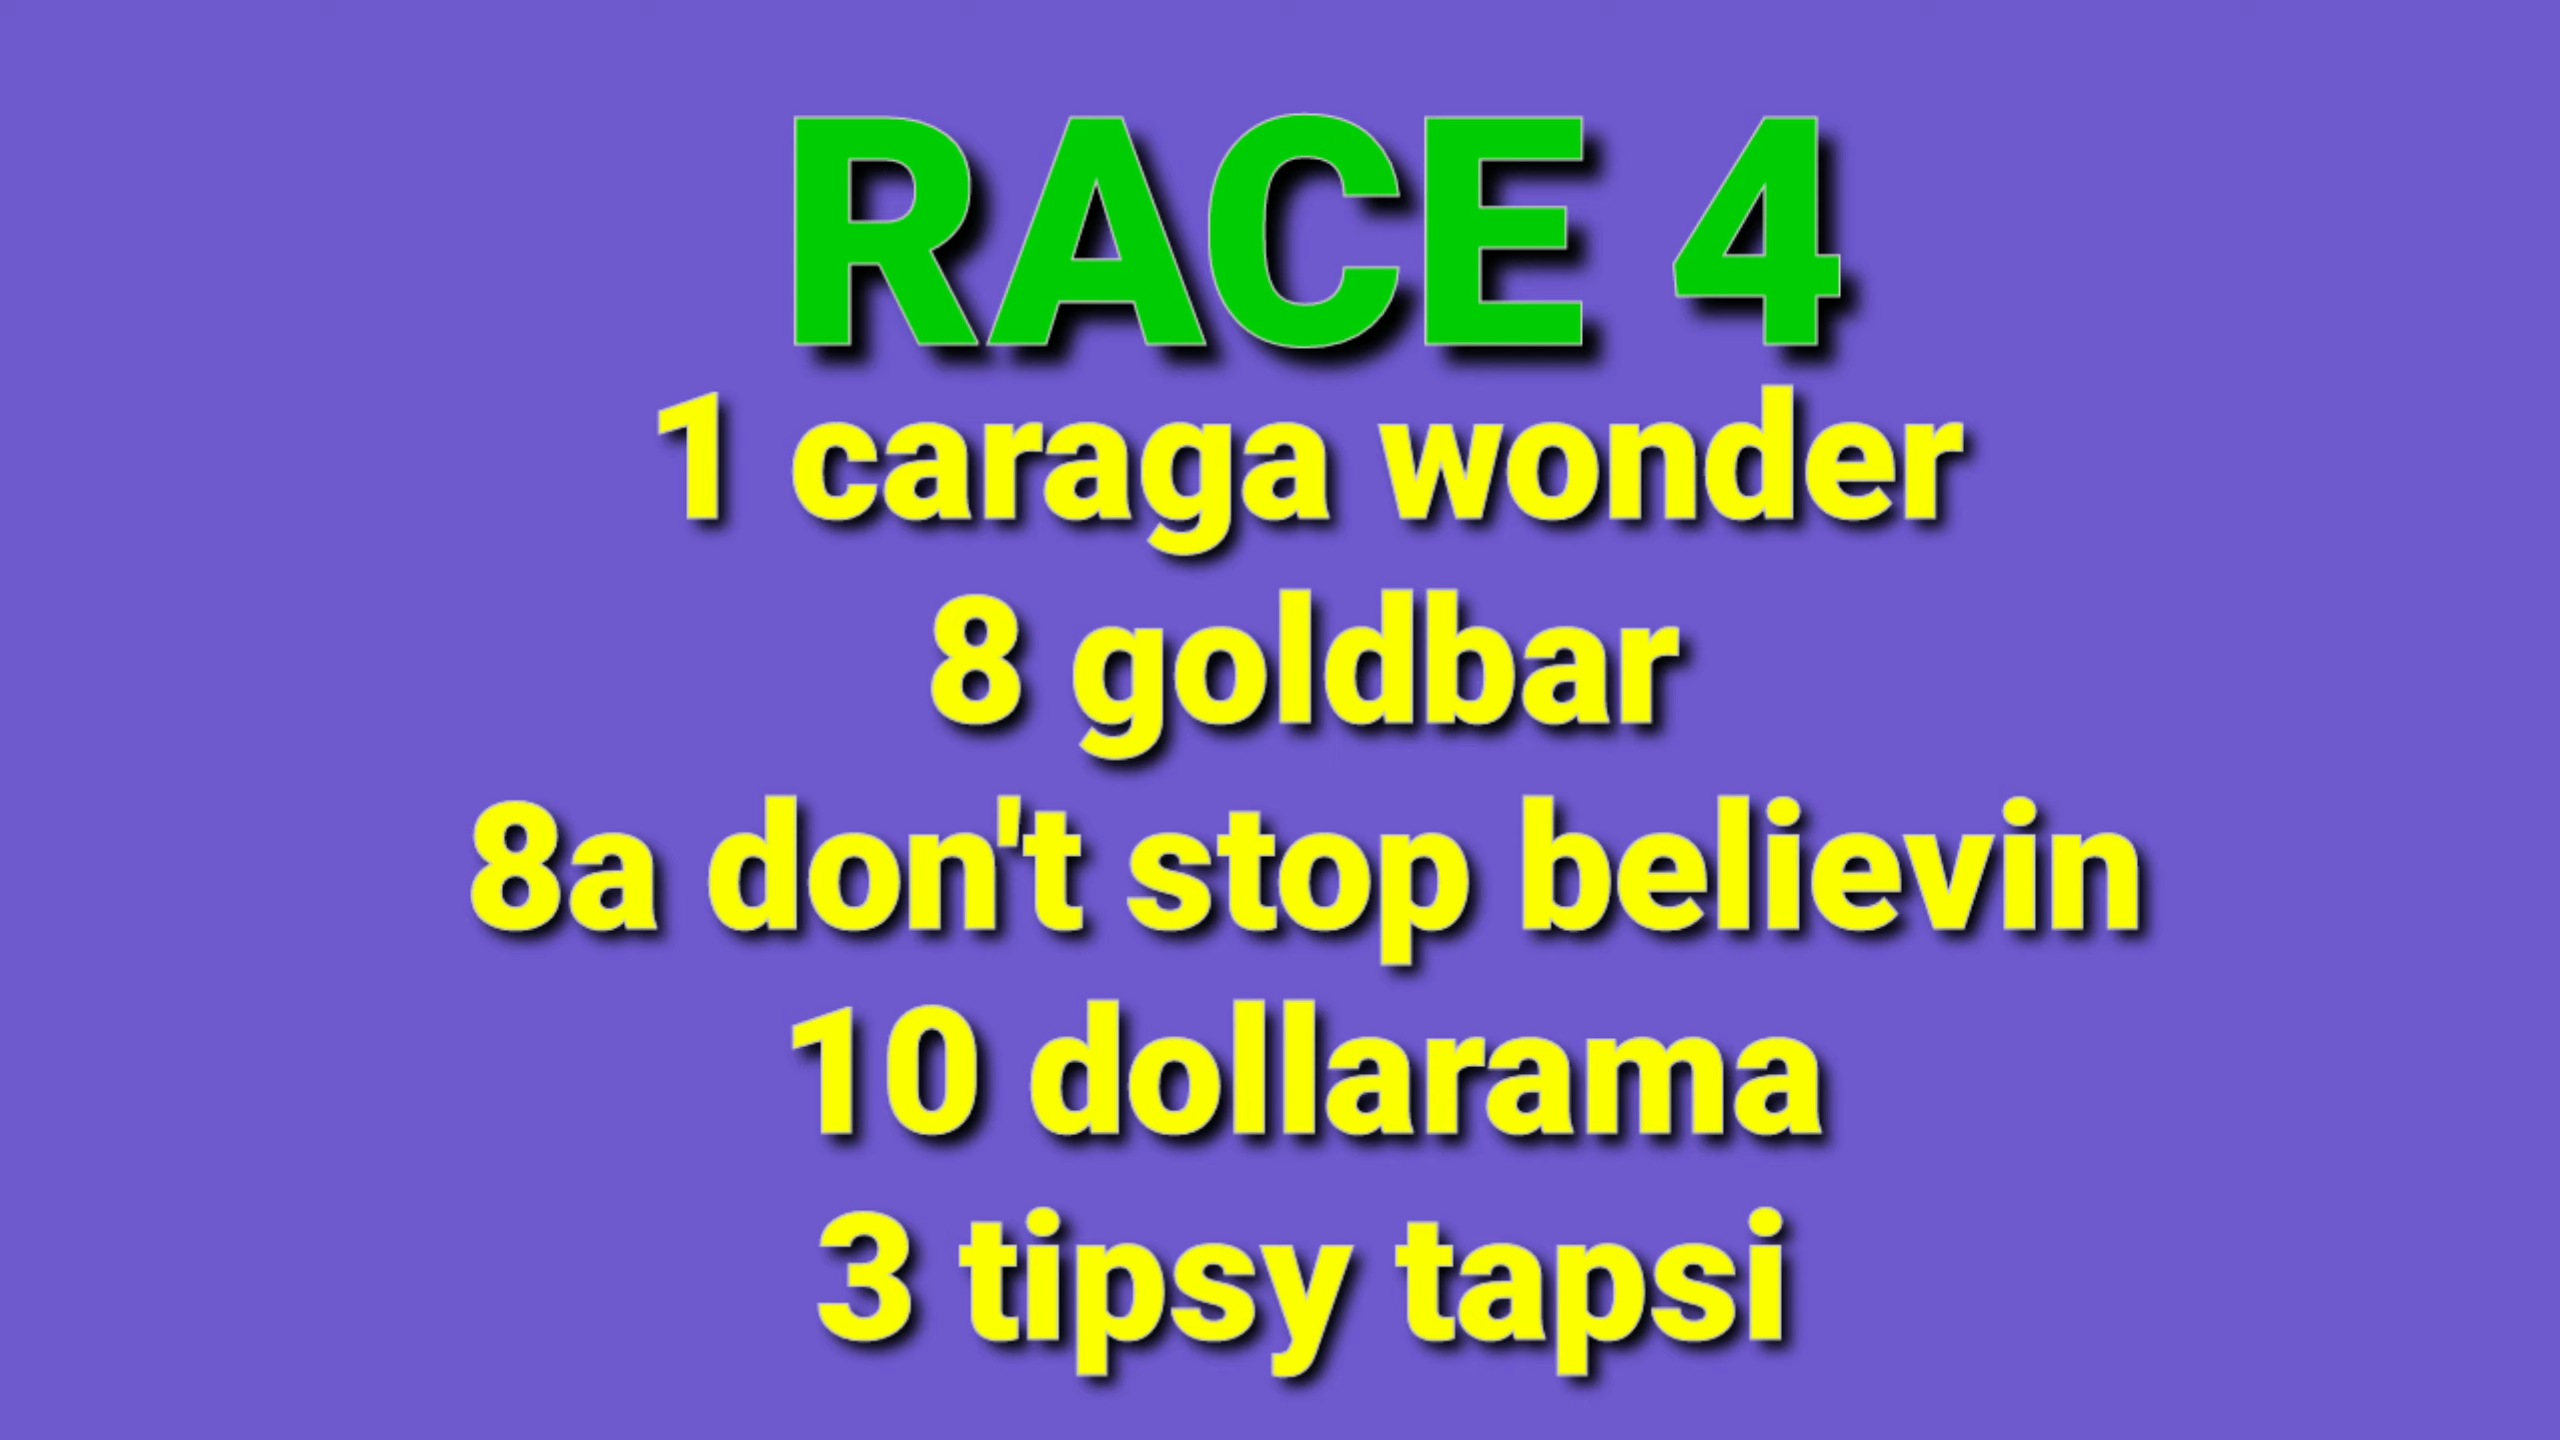 RACE 4
1 caraga wonder
8 goldbar
8a don't stop believin
10 dollarama
3 tipsy tapsi